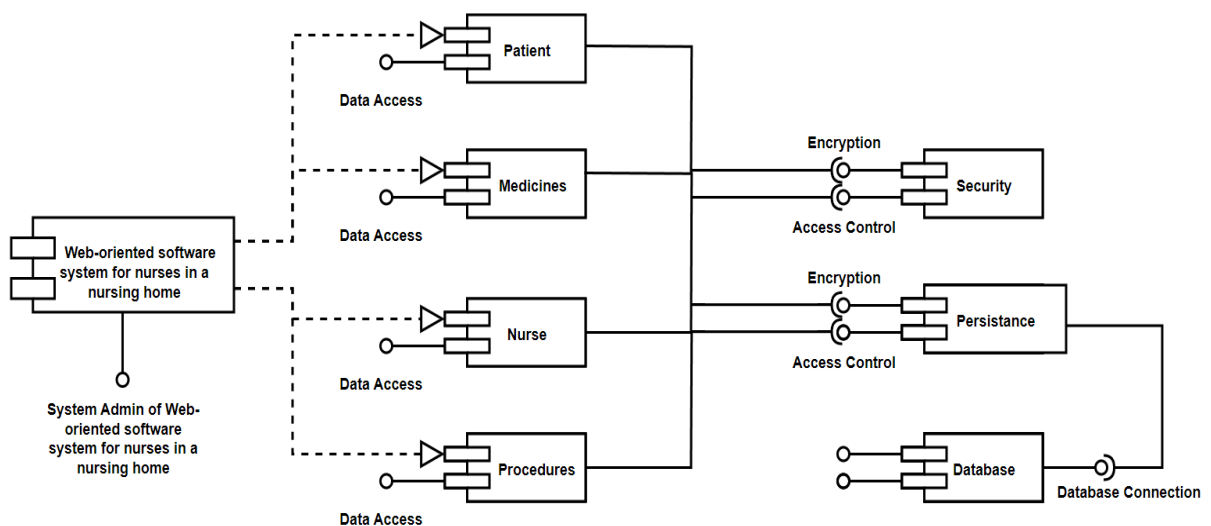 Patient
Data Access
Encryption
Medicines
Security
Data Access
Access Control
Web-oriented software
system for nurses in a
nursing home
Encryption
Nurse
Persistance
Access Control
Data Access
System Admin of Web-
oriented software
system for nurses in a
nursing home
Procedures
Database
Database Connection
Data Access